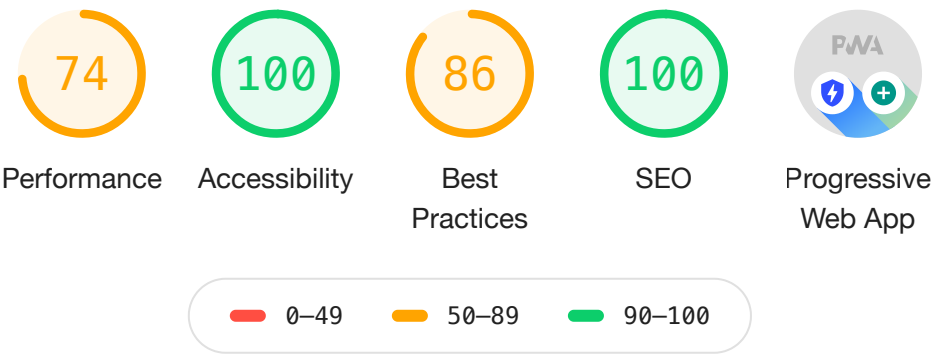 74 100 86 100 PWA
Performance Accessibility Best Practices SEO Progressive Web App
0–49 50–89 90–100